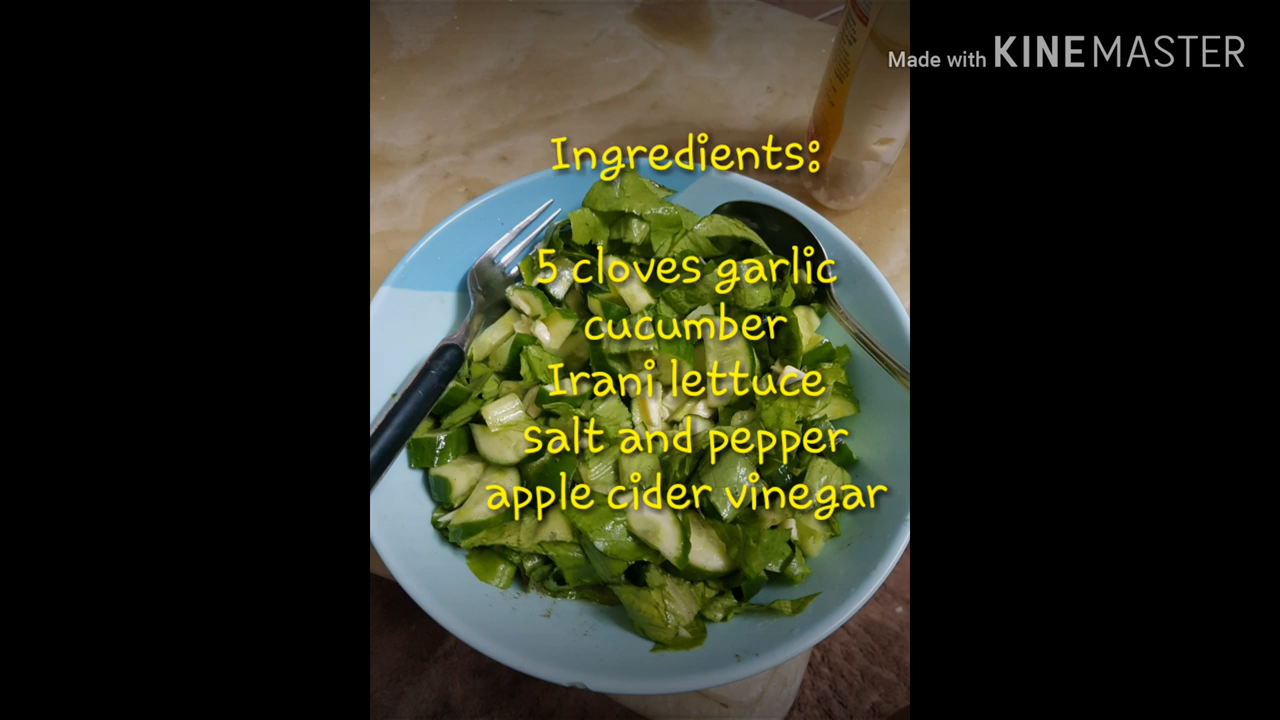 Made with KINEMASTER
Ingredients:
5 cloves garlic
cucumber
Irani lettuce
salt and pepper
apple cider vinegar